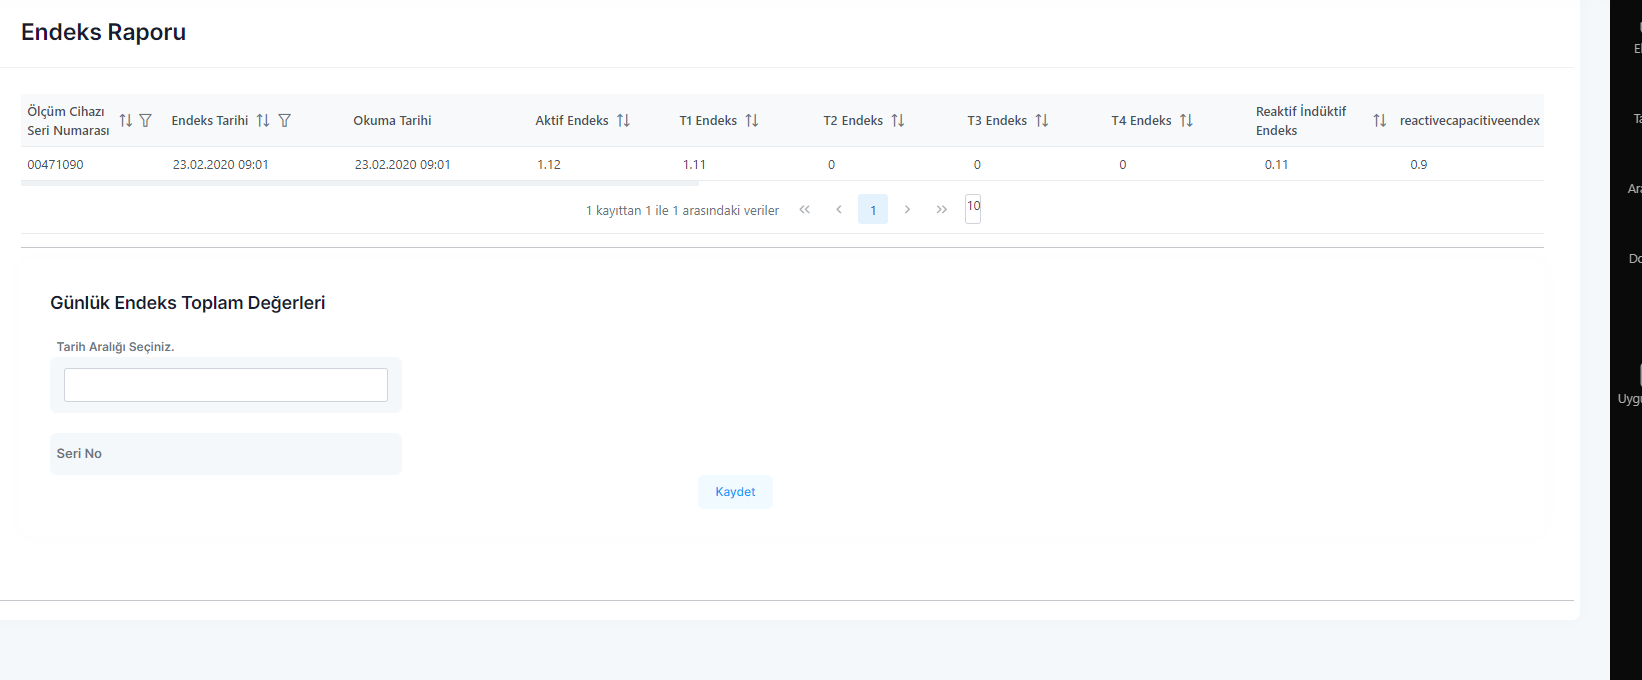 Endeks Raporu
Ölçüm Cihazı Seri Numarası Endeks Tarihi Okuma Tarihi Aktif Endeks T1 Endeks T2 Endeks T3 Endeks T4 Endeks Reaktif İndüktif Endeks reactivecapacitiveendex
00471090 23.02.2020 09:01 23.02.2020 09:01 1.12 1.11 0 0 0 0.11 0.9
1 kayıttan 1 ile 1 arasındaki veriler 1 10
Günlük Endeks Toplam Değerleri
Tarih Aralığı Seçiniz.
Seri No
Kaydet